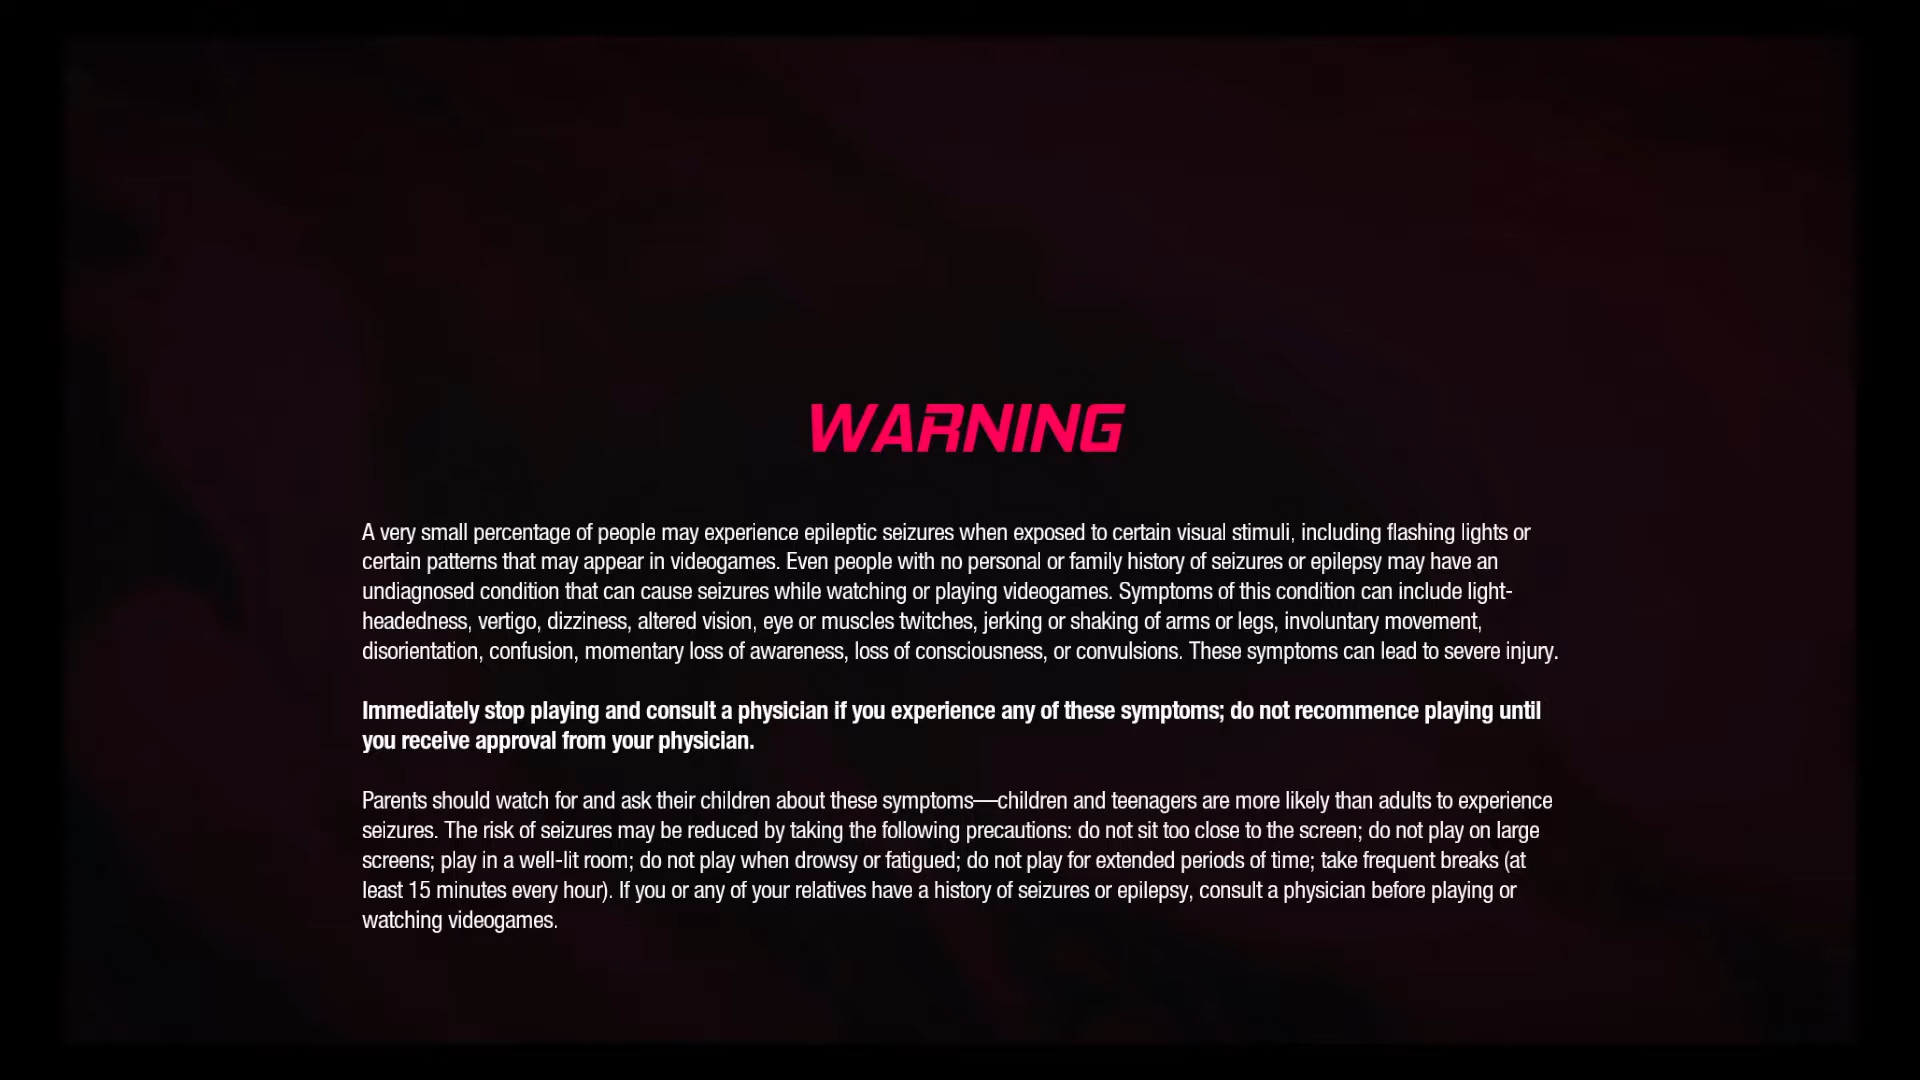 WARNING
A very small percentage of people may experience epileptic seizures when exposed to certain visual stimuli, including flashing lights or
certain patterns that may appear in videogames. Even people with no personal or family history of seizures or epilepsy may have an
undiagnosed condition that can cause seizures while watching or playing videogames. Symptoms of this condition can include light-
headedness, vertigo, dizziness, altered vision, eye or muscles twitches, jerking or shaking of arms or legs, involuntary movement,
disorientation, confusion, momentary loss of awareness, loss of consciousness, or convulsions. These symptoms can lead to severe injury.
Immediately stop playing and consult a physician if you experience any of these symptoms; do not recommence playing until
you receive approval from your physician.
Parents should watch for and ask their children about these symptoms—children and teenagers are more likely than adults to experience
seizures. The risk of seizures may be reduced by taking the following precautions: do not sit too close to the screen; do not play on large
screens; play in a well-lit room; do not play when drowsy or fatigued; do not play for extended periods of time; take frequent breaks (at
least 15 minutes every hour). If you or any of your relatives have a history of seizures or epilepsy, consult a physician before playing or
watching videogames.